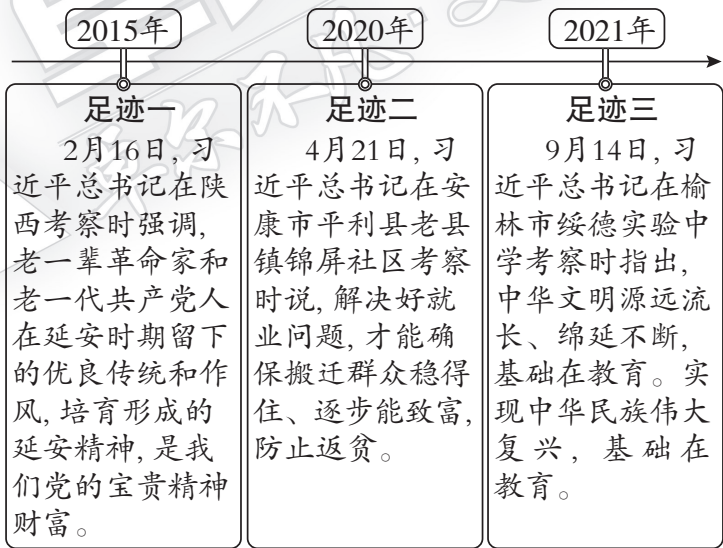 2015年
2020年
2021年
足迹一
2月16日, 习
近平总书记在陕
西考察时强调,
老一辈革命家和
老一代共产党人
在延安时期留下
的优良传统和作
风, 培育形成的
延安精神, 是我
们党的宝贵精神
财富。
足迹二
4月21日, 习
近平总书记在安
康市平利县老县
镇锦屏社区考察
时说, 解决好就
业问题, 才能确
保搬迁群众稳得
住、逐步能致富,
防止返贫。
足迹三
9月14日, 习
近平总书记在榆
林市绥德实验中
学考察时指出,
中华文明源远流
长、绵延不断,
基础在教育。实
现中华民族伟大
复兴, 基础在
教育。